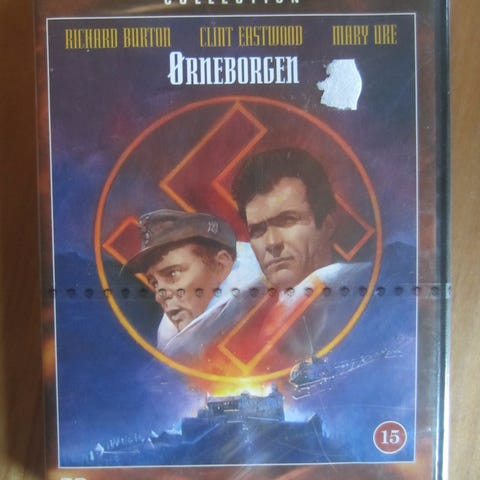 COLLECTION
RICHARD BURTON CLINT EASTWOOD MARY URE
ØRNEBORGEN
15